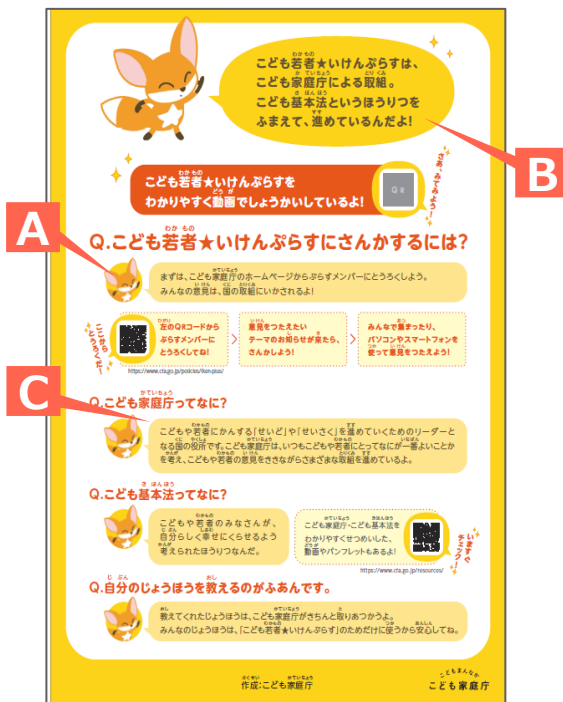 こども若者★いけんぷらすは、
こども家庭庁による取組。
こども基本法というほうりつを
ふまえて、進めているんだよ!
B
こども若者★いけんぷらすを
わかりやすく動画でしょうかいしているよ!
QR
さあ、みてみよう!
A
Q.こども若者★いけんぷらすにさんかするには?
まずは、こども家庭庁のホームページからぷらすメンバーにとうろくしよう。
みんなの意見は、国の取組にいかされるよ!
ここから
とうろくだ!
左のQRコードから
ぷらすメンバーに
とうろくしてね!
意見をつたえたい
テーマのお知らせが来たら、
さんかしよう!
みんなで集まったり、
パソコンやスマートフォンを
使って意見をつたえよう!
https://www.cfa.go.jp/policies/iken-plus/
C
Q.こども家庭庁ってなに?
こどもや若者にかんする「せいど」や「せいさく」を進めていくためのリーダーと
なる国の役所です。こども家庭庁は、いつもこどもや若者にとってなにが一番よいことか
を考え、こどもや若者の意見をききながらさまざまな取組を進めているよ。
Q.こども基本法ってなに?
こどもや若者のみなさんが、
自分らしく幸せにくらせるよう
考えられたほうりつなんだ。
こども家庭庁・こども基本法を
わかりやすくせつめいした、
動画やパンフレットもあるよ!
いますぐ
チェック!
https://www.cfa.go.jp/resources/
Q.自分のじょうほうを教えるのがふあんです。
教えてくれたじょうほうは、こども家庭庁がきちんと取りあつかうよ。
みんなのじょうほうは、「こども若者★いけんぷらす」のためだけに使うから安心してね。
作成:こども家庭庁
こどもまんなか
こども家庭庁